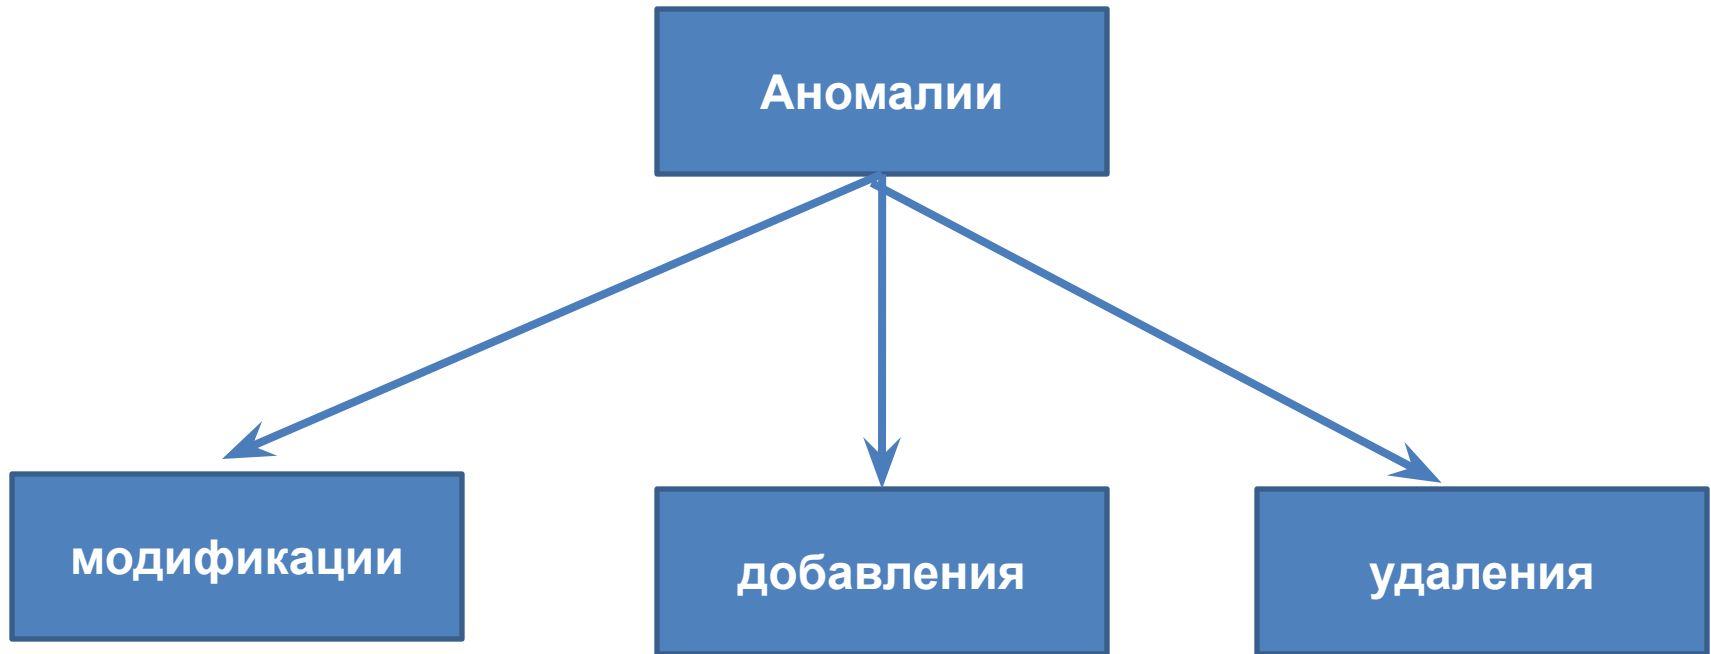 Аномалии
модификации
добавления
удаления